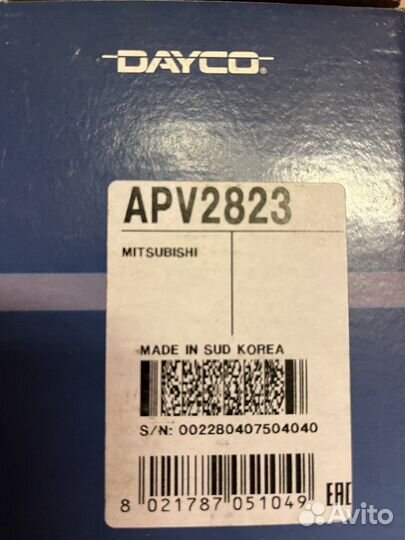 DAYCO®
APV2823
MITSUBISHI
MADE IN SUD KOREA
S/N: 002280407504040
8 021787 051049
EAC
Avito